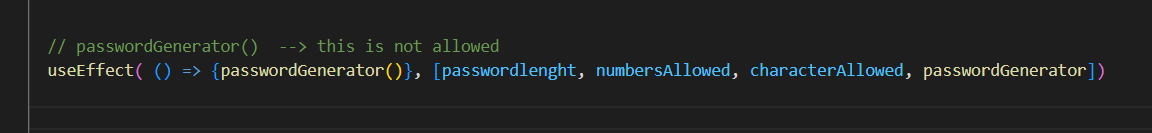 // passwordGenerator()  --> this is not allowed
useEffect( () => {passwordGenerator()}, [passwordlenght, numbersAllowed, characterAllowed, passwordGenerator])